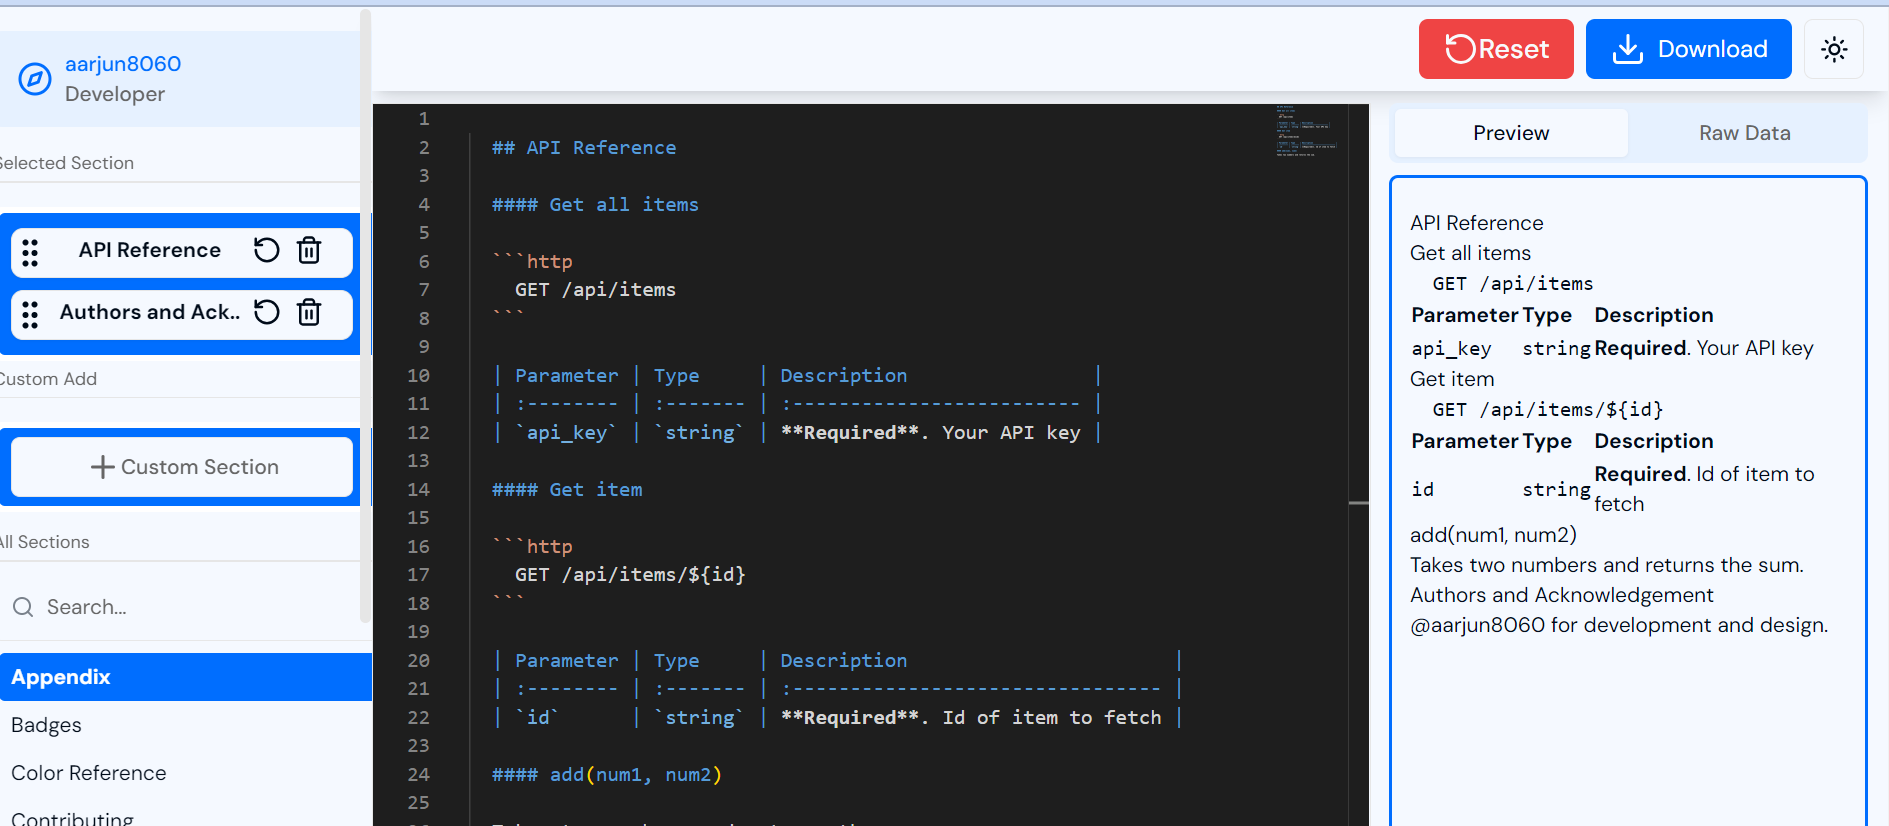 aarjun8060
Developer
Selected Section
API Reference
Authors and Ack..
Custom Add
Custom Section
All Sections
Search...
Appendix
Badges
Color Reference
Contributing
Reset
Download
1
2 ## API Reference
3
4 #### Get all items
5
6 ```http
7 GET /api/items
8 ```
9
10 | Parameter | Type     | Description                |
11 | :-------- | :------- | :------------------------- |
12 | `api_key` | `string` | **Required**. Your API key |
13
14 #### Get item
15
16 ```http
17 GET /api/items/${id}
18 ```
19
20 | Parameter | Type     | Description                       |
21 | :-------- | :------- | :-------------------------------- |
22 | `id`      | `string` | **Required**. Id of item to fetch |
23
24 #### add(num1, num2)
25
Preview
Raw Data
API Reference
Get all items
GET /api/items
Parameter Type Description
api_key string Required. Your API key
Get item
GET /api/items/${id}
Parameter Type Description
id string Required. Id of item to
fetch
add(num1, num2)
Takes two numbers and returns the sum.
Authors and Acknowledgement
@aarjun8060 for development and design.